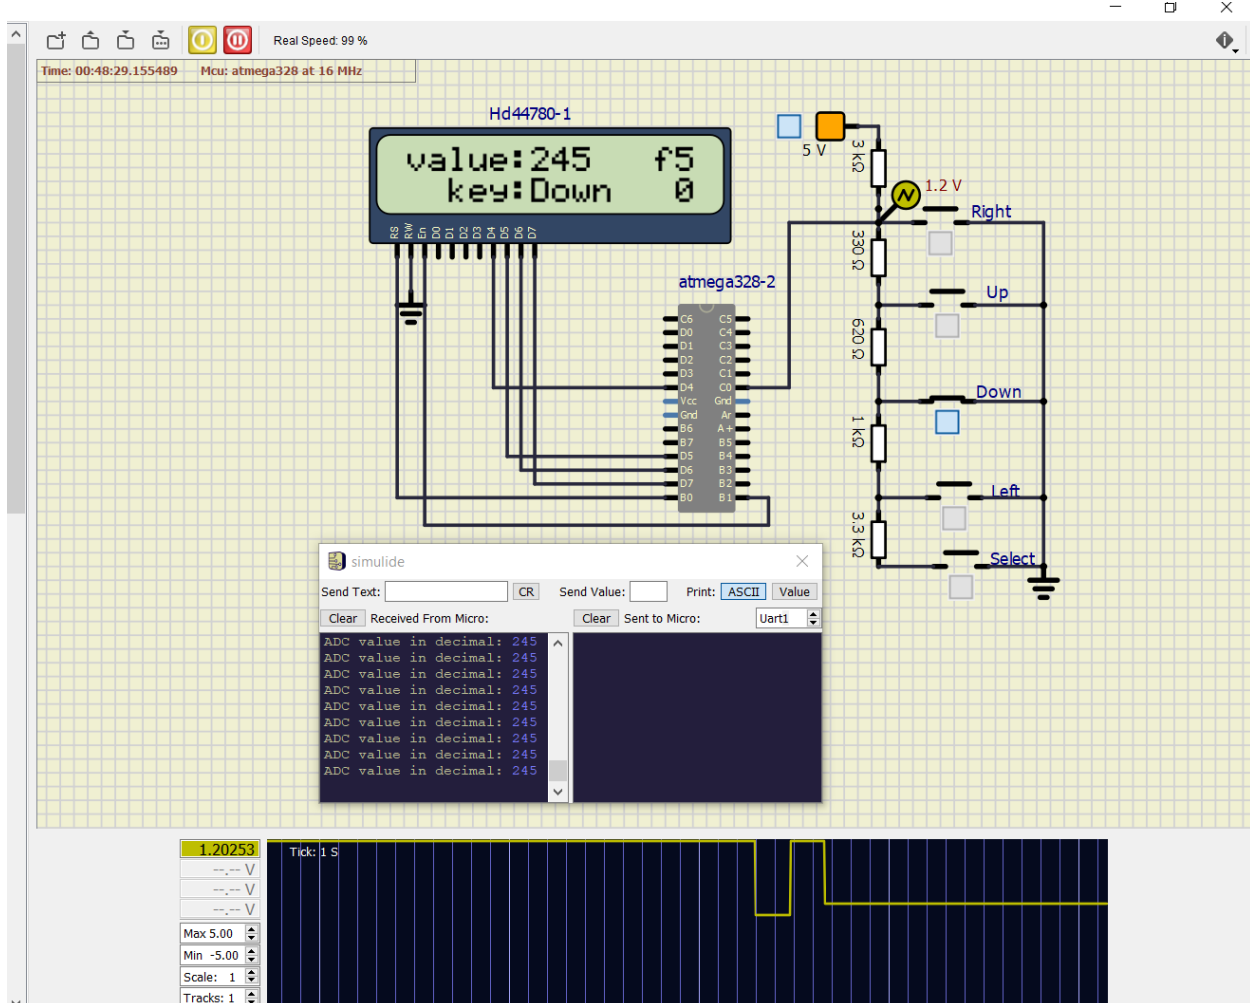 Real Speed: 99 %
Time: 00:48:29.155489 Mcu: atmega328 at 16 MHz
Hd44780-1
value:245 f5
key:Down 0
RS RW En D0 D1 D2 D3 D4 D5 D6 D7
5 V
3 kΩ
1.2 V
Right
330 Ω
Up
620 Ω
Down
1 kΩ
Left
3.3 kΩ
Select
atmega328-2
C6 C5
D0 C4
D1 C3
D2 C2
D3 C1
D4 C0
Vcc Gnd
Gnd Ar
B6 A+
B7 B5
D5 B4
D6 B3
D7 B2
B0 B1
simulide
Send Text: CR Send Value: Print: ASCII Value
Clear Received From Micro: Clear Sent to Micro: Uart1
ADC value in decimal: 245
ADC value in decimal: 245
ADC value in decimal: 245
ADC value in decimal: 245
ADC value in decimal: 245
ADC value in decimal: 245
ADC value in decimal: 245
ADC value in decimal: 245
ADC value in decimal: 245
1.20253 Tick: 1 S
--.-- V
--.-- V
--.-- V
Max 5.00
Min -5.00
Scale: 1
Tracks: 1